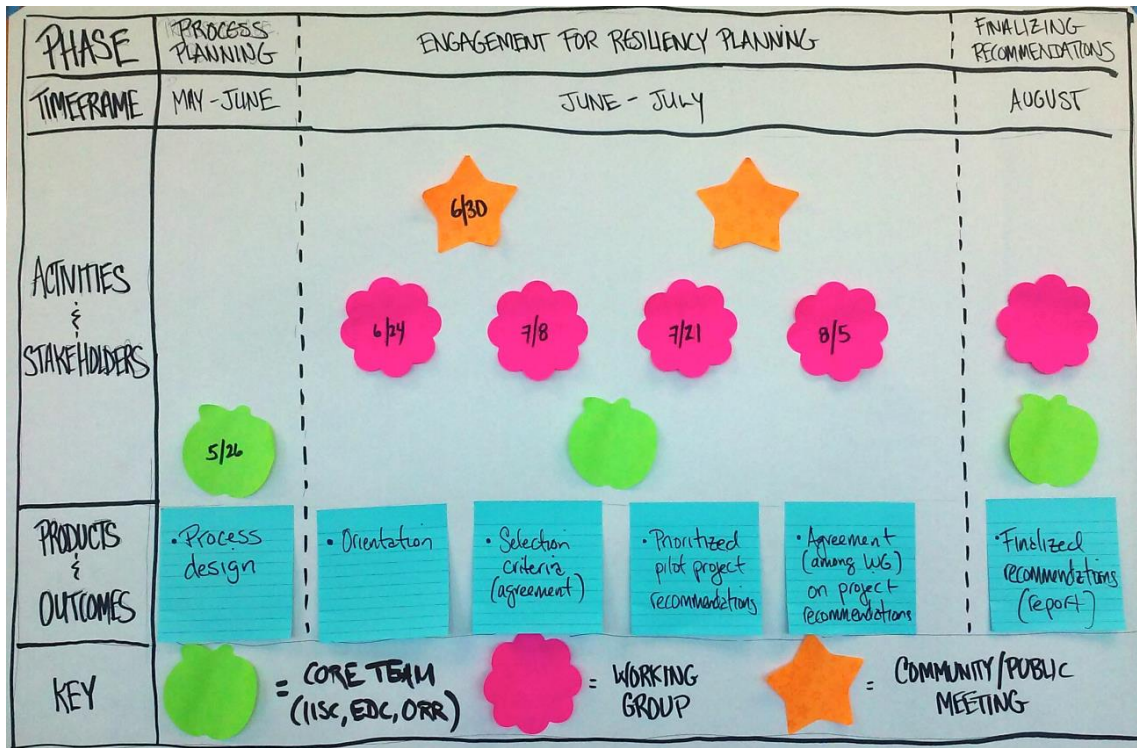 PHASE
PROCESS
PLANNING
ENGAGEMENT FOR RESILIENCY PLANNING
FINALIZING
RECOMMENDATIONS
TIMEFRAME
MAY - JUNE
JUNE - JULY
AUGUST
ACTIVITIES
&
STAKEHOLDERS
6/30
6/24
7/8
7/21
8/5
5/26
PRODUCTS
&
OUTCOMES
• Process
design
• Orientation
• Selection
criteria
(agreement)
• Prioritized
pilot project
recommendations
• Agreement
(among WG)
on project
recommendations
• Finalized
recommendations
(report)
KEY
= CORE TEAM
(IISC, EDC, ORR)
= WORKING
GROUP
= COMMUNITY/PUBLIC
MEETING